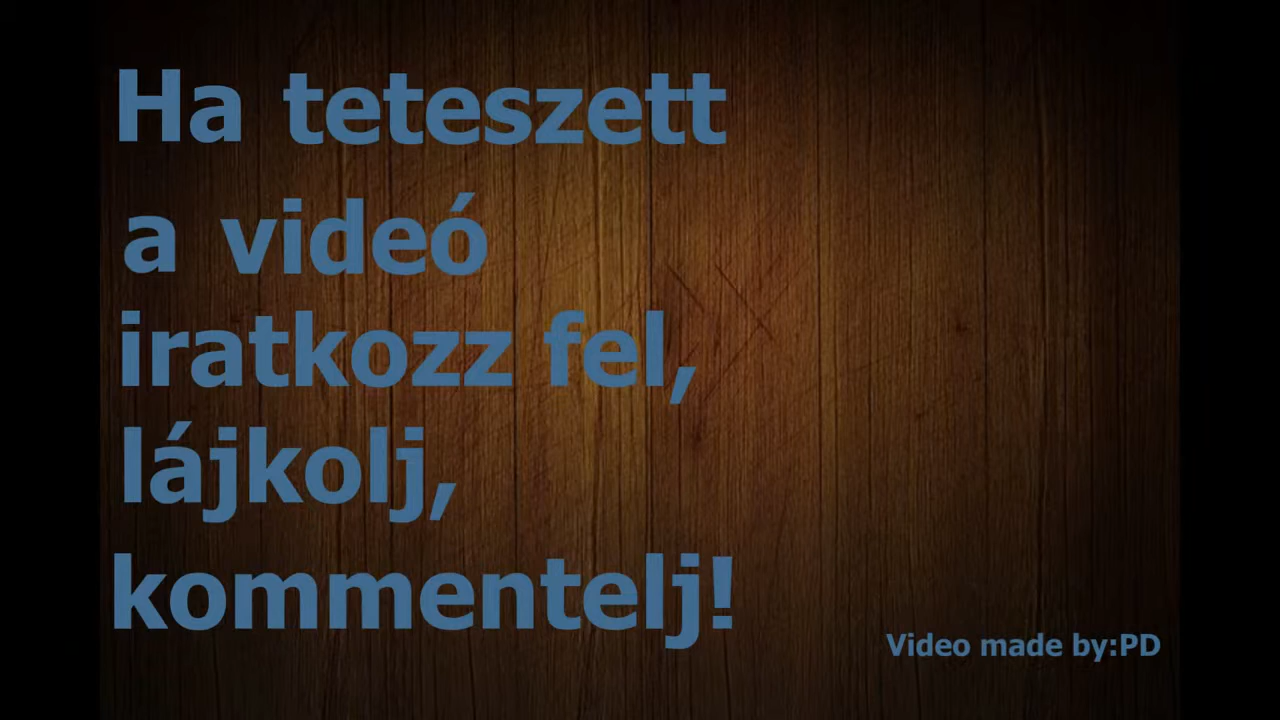 Ha teteszett
a videó
iratkozz fel,
lájkolj,
kommentelj!
Video made by:PD